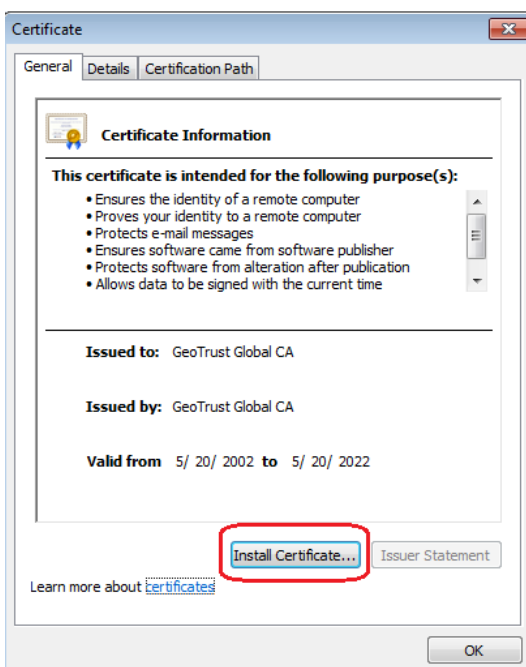 Certificate
General Details Certification Path
Certificate Information
This certificate is intended for the following purpose(s):
• Ensures the identity of a remote computer
• Proves your identity to a remote computer
• Protects e-mail messages
• Ensures software came from software publisher
• Protects software from alteration after publication
• Allows data to be signed with the current time
Issued to: GeoTrust Global CA
Issued by: GeoTrust Global CA
Valid from 5/ 20/ 2002 to 5/ 20/ 2022
Install Certificate... Issuer Statement
Learn more about certificates
OK